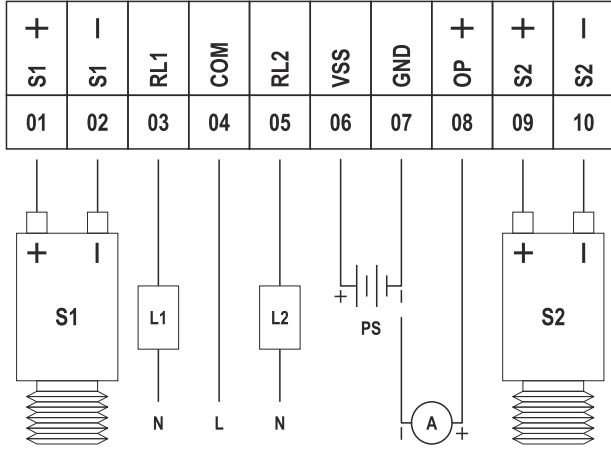 + − + + −
S1 S1 RL1 COM RL2 VSS GND OP S2 S2
01 02 03 04 05 06 07 08 09 10
+ − + −
S1 L1 L2 + − S2
PS
N L N − A +